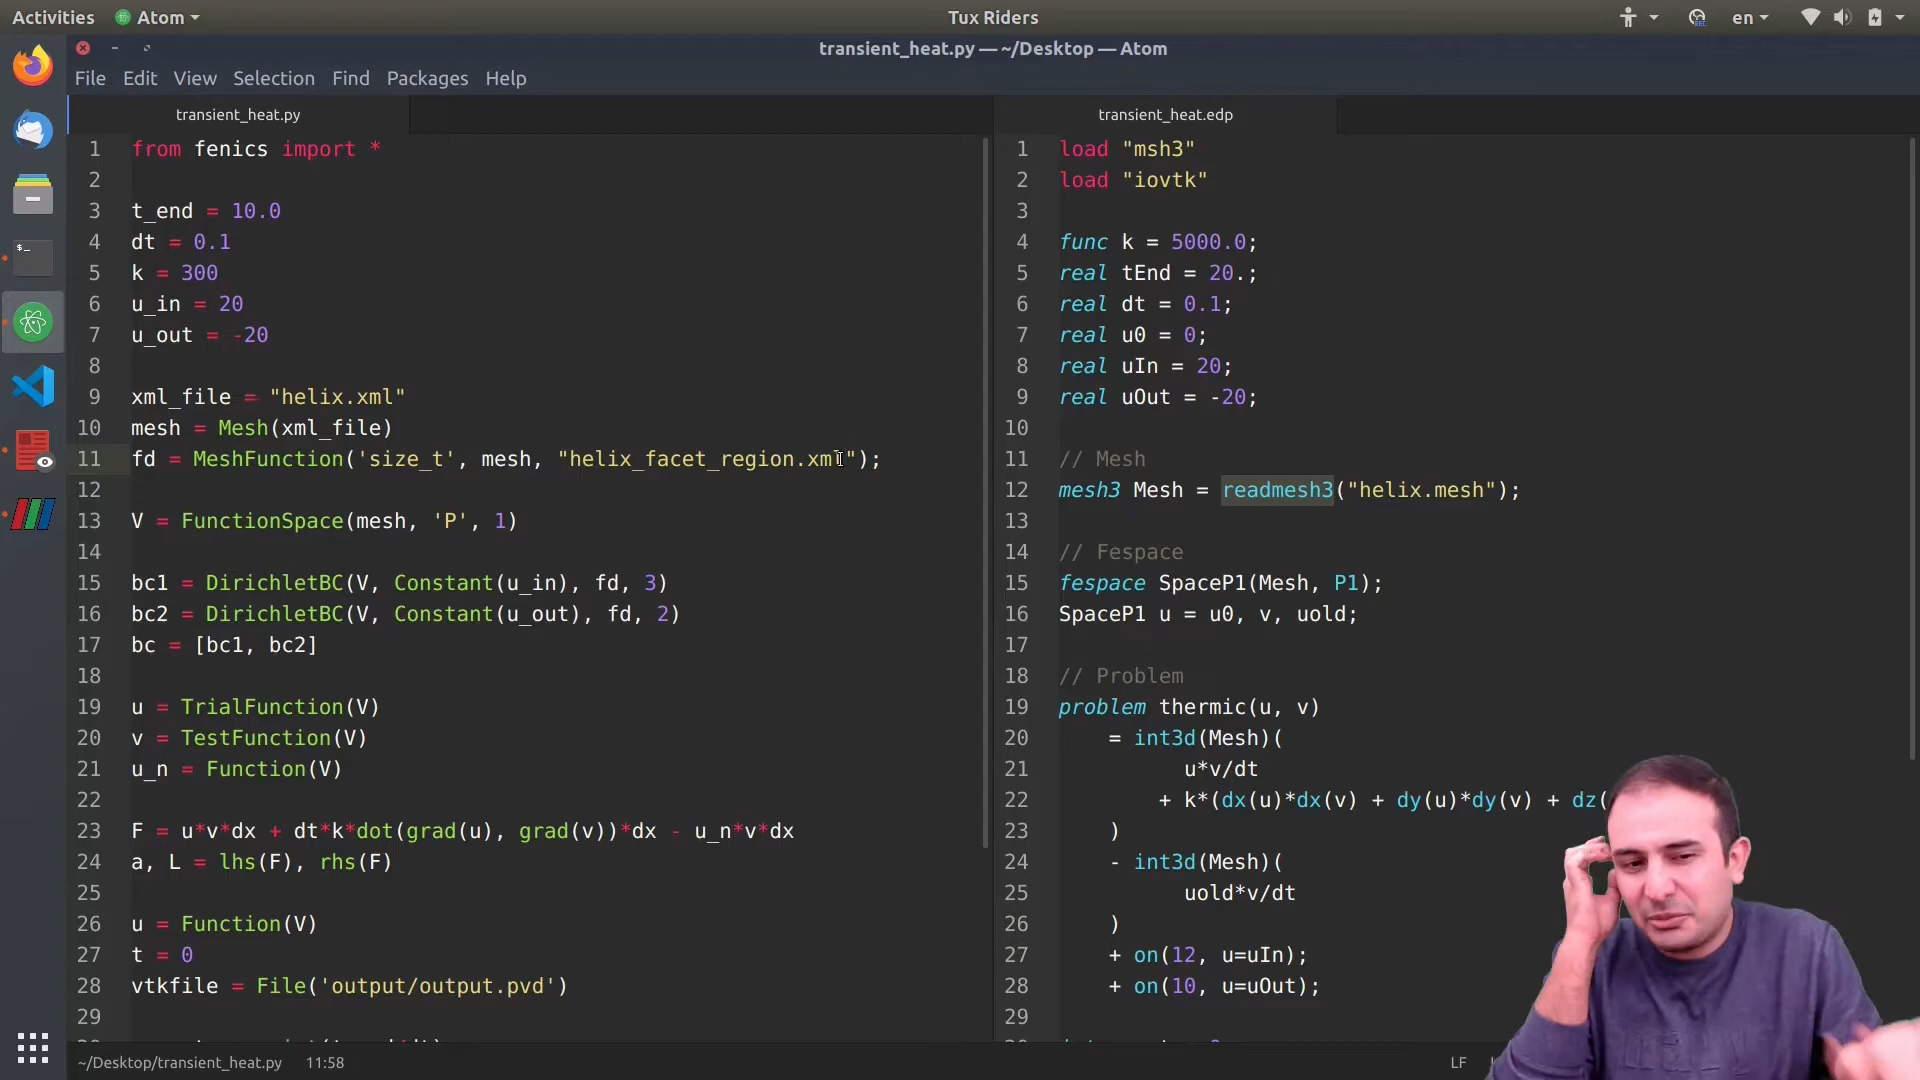 Activities Atom Tux Riders en
transient_heat.py — ~/Desktop — Atom
File Edit View Selection Find Packages Help
transient_heat.py
1 from fenics import *
2
3 t_end = 10.0
4 dt = 0.1
5 k = 300
6 u_in = 20
7 u_out = -20
8
9 xml_file = "helix.xml"
10 mesh = Mesh(xml_file)
11 fd = MeshFunction('size_t', mesh, "helix_facet_region.xml");
12
13 V = FunctionSpace(mesh, 'P', 1)
14
15 bc1 = DirichletBC(V, Constant(u_in), fd, 3)
16 bc2 = DirichletBC(V, Constant(u_out), fd, 2)
17 bc = [bc1, bc2]
18
19 u = TrialFunction(V)
20 v = TestFunction(V)
21 u_n = Function(V)
22
23 F = u*v*dx + dt*k*dot(grad(u), grad(v))*dx - u_n*v*dx
24 a, L = lhs(F), rhs(F)
25
26 u = Function(V)
27 t = 0
28 vtkfile = File('output/output.pvd')
29
transient_heat.edp
1 load "msh3"
2 load "iovtk"
3
4 func k = 5000.0;
5 real tEnd = 20.;
6 real dt = 0.1;
7 real u0 = 0;
8 real uIn = 20;
9 real uOut = -20;
10
11 // Mesh
12 mesh3 Mesh = readmesh3("helix.mesh");
13
14 // Fespace
15 fespace SpaceP1(Mesh, P1);
16 SpaceP1 u = u0, v, uold;
17
18 // Problem
19 problem thermic(u, v)
20 = int3d(Mesh)(
21 u*v/dt
22 + k*(dx(u)*dx(v) + dy(u)*dy(v) + dz(
23 )
24 - int3d(Mesh)(
25 uold*v/dt
26 )
27 + on(12, u=uIn);
28 + on(10, u=uOut);
29
~/Desktop/transient_heat.py 11:58 LF